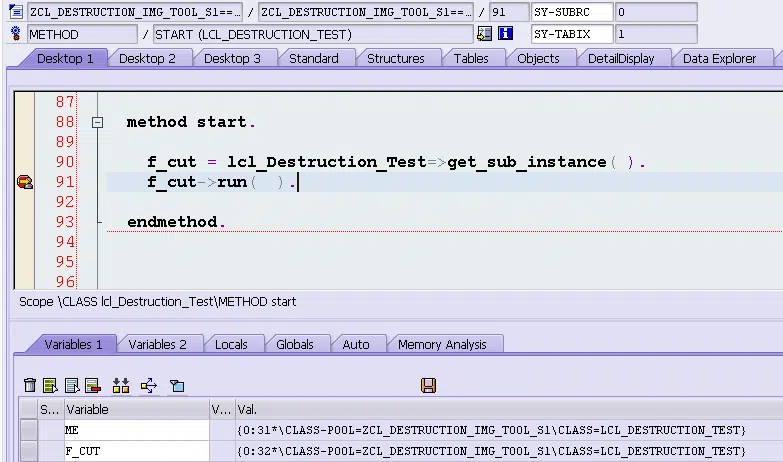 ZCL_DESTRUCTION_IMG_TOOL_S1==... / ZCL_DESTRUCTION_IMG_TOOL_S1==... / 91 SY-SUBRC 0
METHOD / START (LCL_DESTRUCTION_TEST) SY-TABIX 1
Desktop 1 Desktop 2 Desktop 3 Standard Structures Tables Objects DetailDisplay Data Explorer
87
88 method start.
89
90 f_cut = lcl_Destruction_Test=>get_sub_instance( ).
91 f_cut->run(  ).
92
93 endmethod.
94
95
96
Scope \CLASS lcl_Destruction_Test\METHOD start
Variables 1 Variables 2 Locals Globals Auto Memory Analysis
S... Variable V... Val.
ME {O:31*\CLASS-POOL=ZCL_DESTRUCTION_IMG_TOOL_S1\CLASS=LCL_DESTRUCTION_TEST}
F_CUT {O:32*\CLASS-POOL=ZCL_DESTRUCTION_IMG_TOOL_S1\CLASS=LCL_DESTRUCTION_TEST}